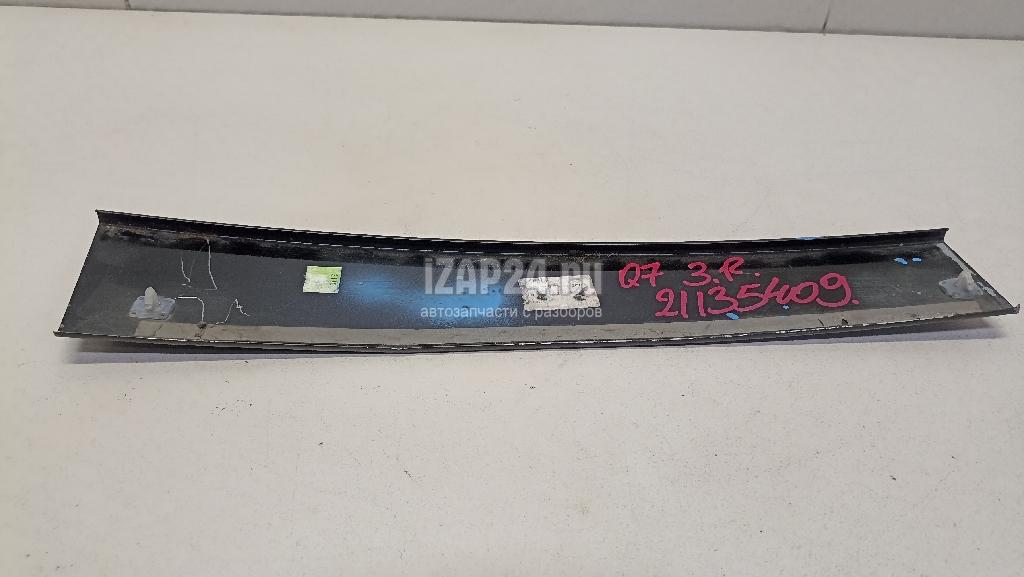 iZAP24.ru
автозапчасти с разборов
Q7 3.R.
21135409.